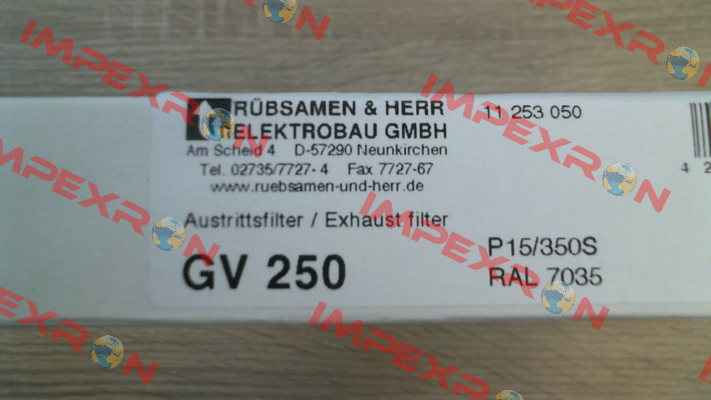 RÜBSAMEN & HERR
ELEKTROBAU GMBH
11 253 050
Am Scheid 4 D-57290 Neunkirchen
Tel. 02735/7727-4 Fax 7727-67
www.ruebsamen-und-herr.de
4 2
Austrittsfilter / Exhaust filter
GV 250
P15/350S
RAL 7035
IMPEXRON
IMPEXRON
IMPEXRON
IMPEXRON
IMPEXRON